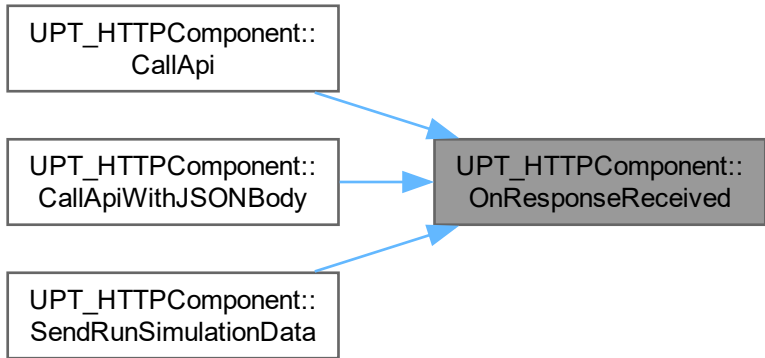 UPT_HTTPComponent::
CallApi
UPT_HTTPComponent::
CallApiWithJSONBody
UPT_HTTPComponent::
OnResponseReceived
UPT_HTTPComponent::
SendRunSimulationData